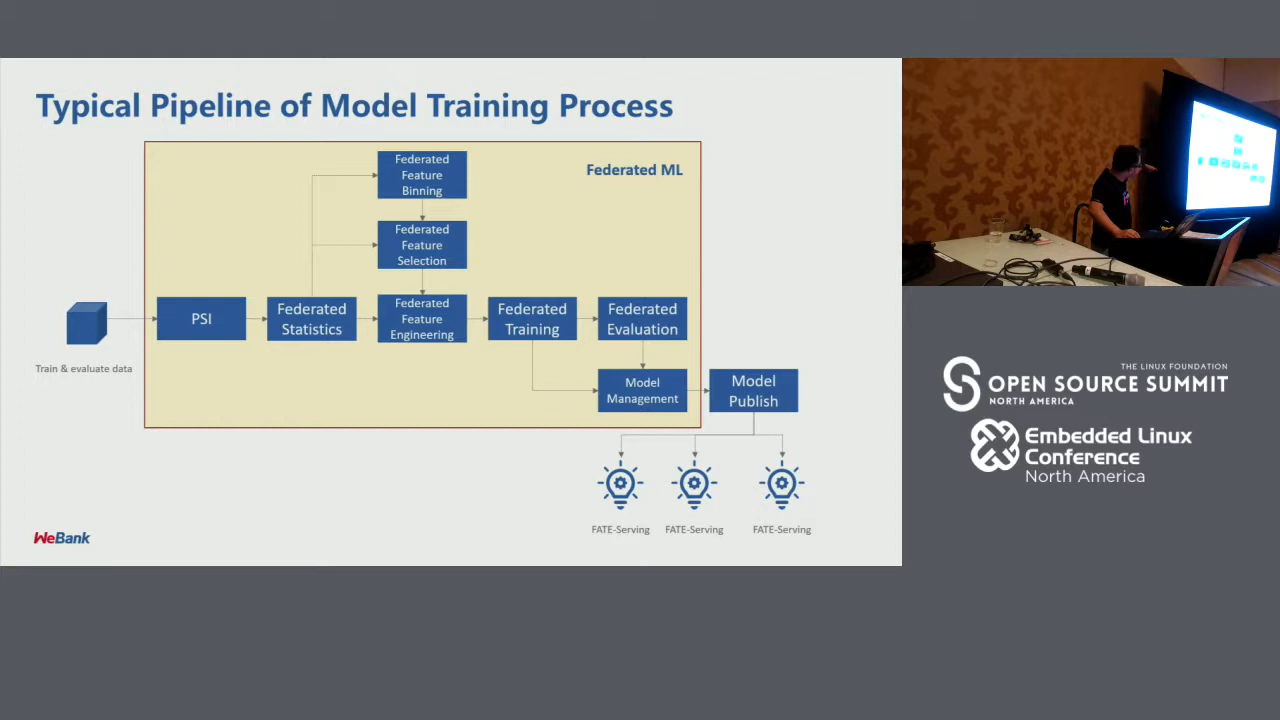 Typical Pipeline of Model Training Process
Federated ML
Federated
Feature
Binning
Federated
Feature
Selection
Train & evaluate data
PSI
Federated
Statistics
Federated
Feature
Engineering
Federated
Training
Federated
Evaluation
Model
Management
Model
Publish
FATE-Serving
FATE-Serving
FATE-Serving
WeBank
THE LINUX FOUNDATION
OPEN SOURCE SUMMIT
NORTH AMERICA
Embedded Linux
Conference
North America